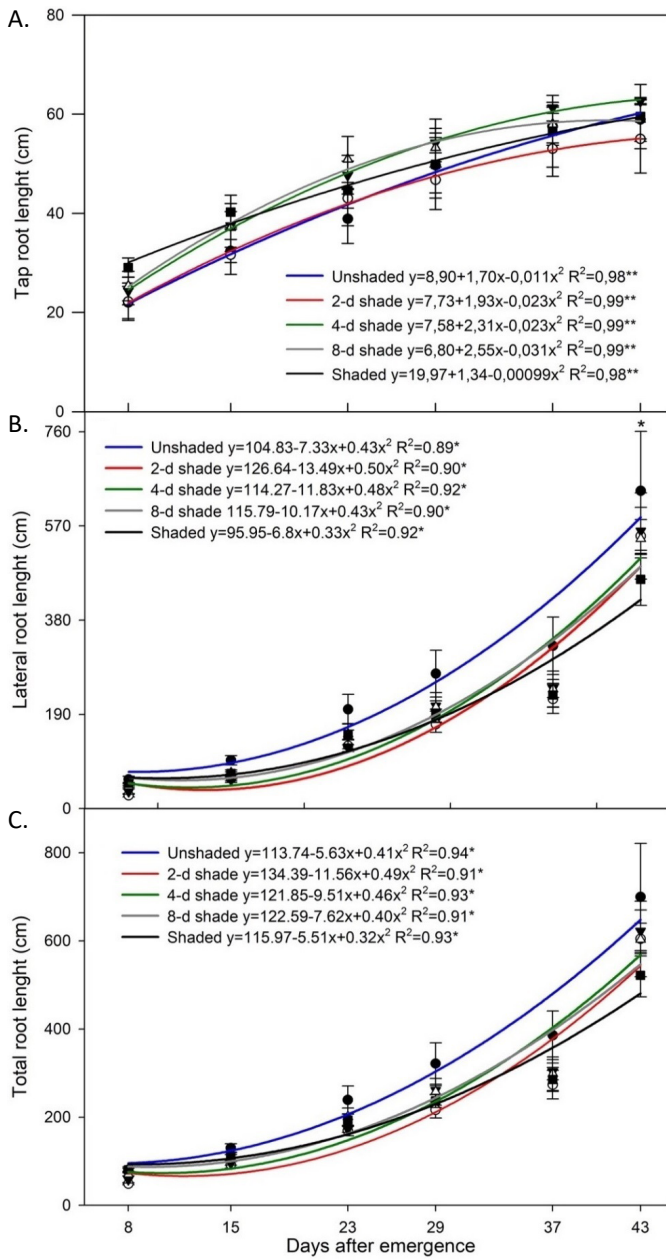 A.
80
60
40
20
0
Tap root lenght (cm)
Unshaded y=8,90+1,70x-0,011x² R²=0,98**
2-d shade y=7,73+1,93x-0,023x² R²=0,99**
4-d shade y=7,58+2,31x-0,023x² R²=0,99**
8-d shade y=6,80+2,55x-0,031x² R²=0,99**
Shaded y=19,97+1,34-0,00099x² R²=0,98**
B.
760
570
380
190
0
Lateral root lenght (cm)
*
Unshaded y=104.83-7.33x+0.43x² R²=0.89*
2-d shade y=126.64-13.49x+0.50x² R²=0.90*
4-d shade y=114.27-11.83x+0.48x² R²=0.92*
8-d shade 115.79-10.17x+0.43x² R²=0.90*
Shaded y=95.95-6.8x+0.33x² R²=0.92*
C.
800
600
400
200
0
Total root lenght (cm)
Unshaded y=113.74-5.63x+0.41x² R²=0.94*
2-d shade y=134.39-11.56x+0.49x² R²=0.91*
4-d shade y=121.85-9.51x+0.46x² R²=0.93*
8-d shade y=122.59-7.62x+0.40x² R²=0.91*
Shaded y=115.97-5.51x+0.32x² R²=0.93*
8 15 23 29 37 43
Days after emergence